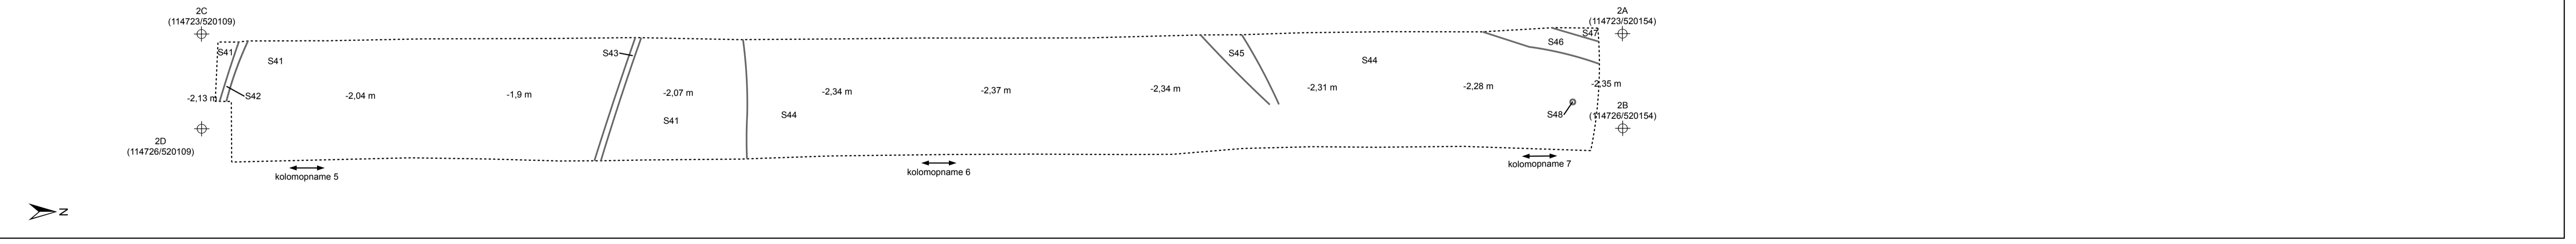 2C
(114723/520109)
2A
(114723/520154)
S41
S41
S43
S45
S44
S46
S47
-2,13 m
S42
-2,04 m
-1,9 m
-2,07 m
-2,34 m
-2,37 m
-2,34 m
-2,31 m
-2,28 m
-2,35 m
S41
S44
S48
2B
(114726/520154)
2D
(114726/520109)
kolomopname 5
kolomopname 6
kolomopname 7
N